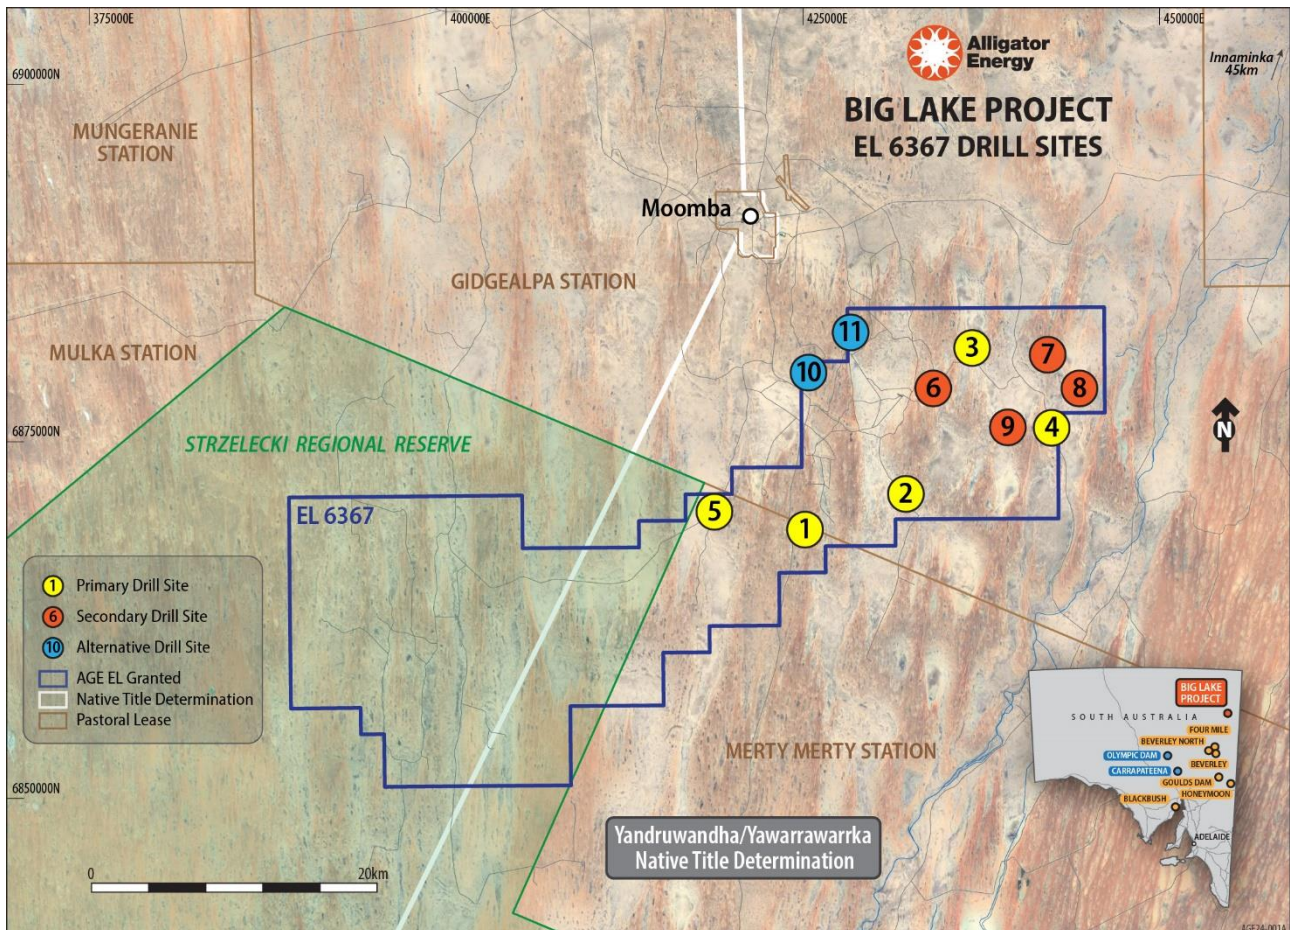 375000E
400000E
425000E
450000E
6900000N
6875000N
6850000N
Alligator
Energy
BIG LAKE PROJECT
EL 6367 DRILL SITES
Innaminka
45km
MUNGERANIE
STATION
Moomba
GIDGEALPA STATION
MULKA STATION
STRZELECKI REGIONAL RESERVE
11
3
7
10
6
8
9
4
2
5
1
N
EL 6367
1 Primary Drill Site
6 Secondary Drill Site
10 Alternative Drill Site
AGE EL Granted
Native Title Determination
Pastoral Lease
MERTY MERTY STATION
Yandruwandha/Yawarrawarrka
Native Title Determination
0
20km
BIG LAKE
PROJECT
SOUTH AUSTRALIA
FOUR MILE
BEVERLEY NORTH
OLYMPIC DAM
BEVERLEY
CARRAPATEENA
GOULDS DAM
HONEYMOON
BLACKBUSH
ADELAIDE
AGE24-001A